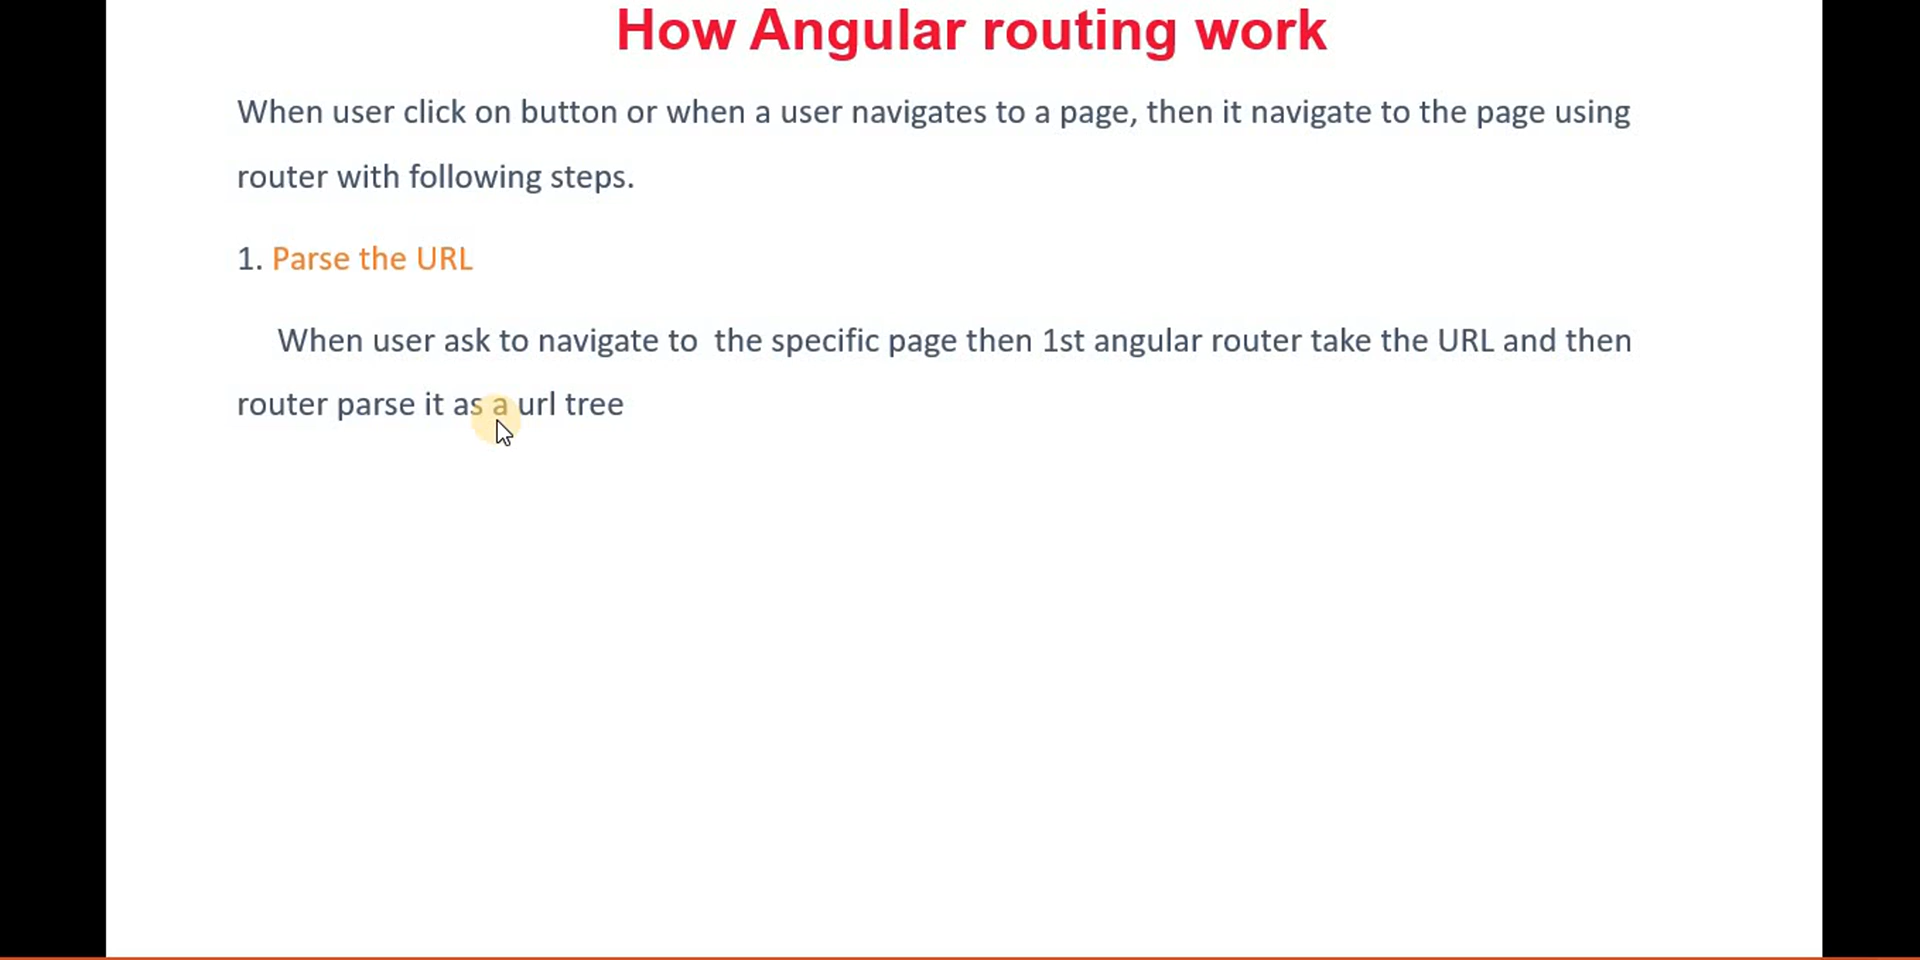 How Angular routing work
When user click on button or when a user navigates to a page, then it navigate to the page using
router with following steps.
1. Parse the URL
When user ask to navigate to  the specific page then 1st angular router take the URL and then
router parse it as a url tree